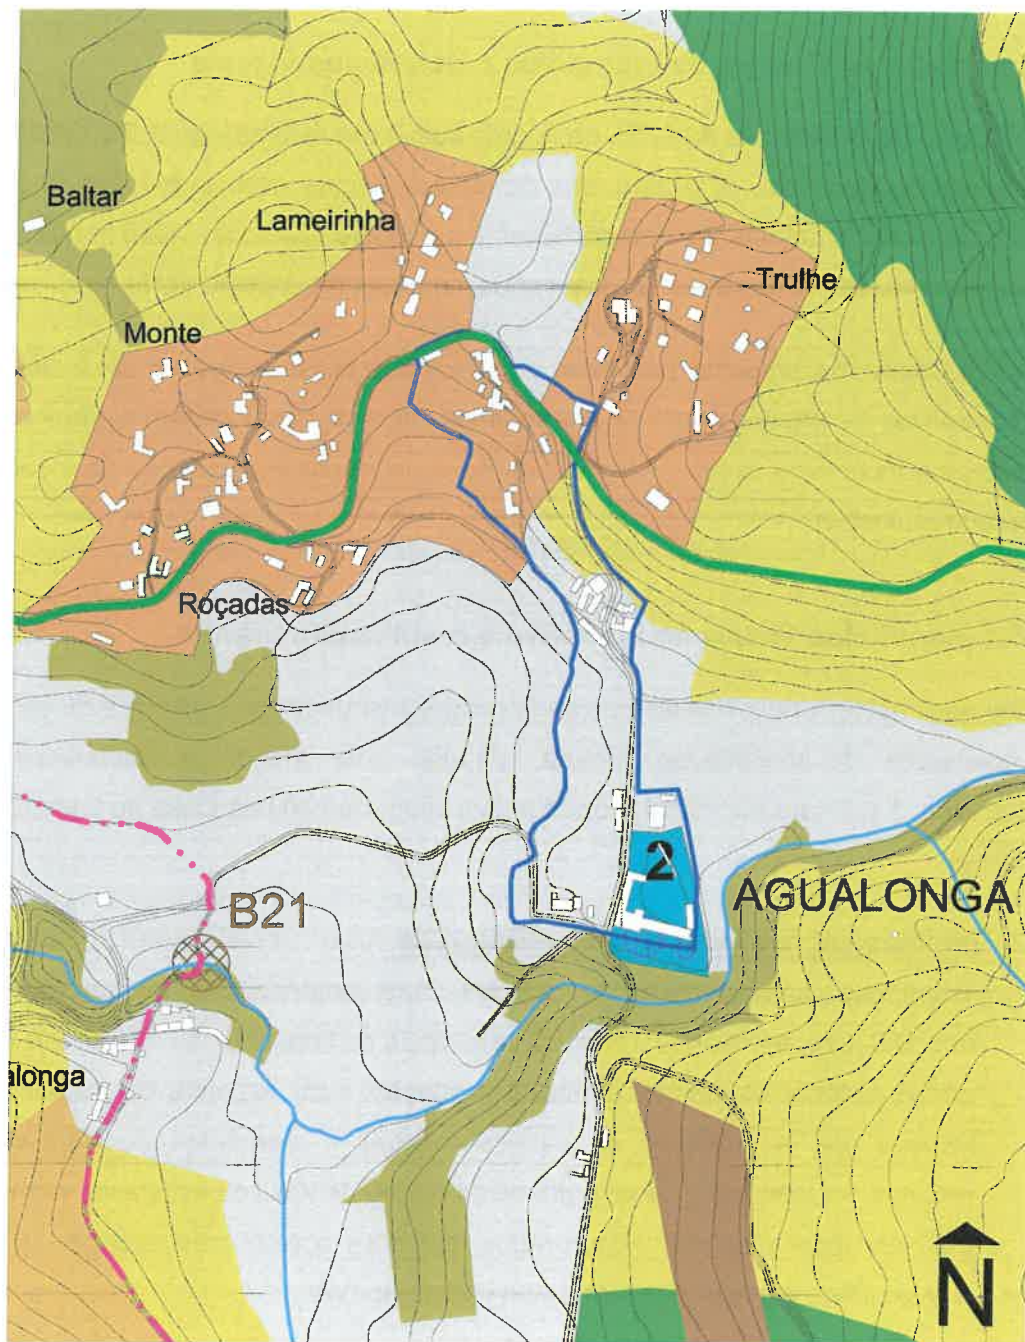 Baltar
Lameirinha
Trulhe
Monte
Roçadas
2
AGUALONGA
B21
alonga
N